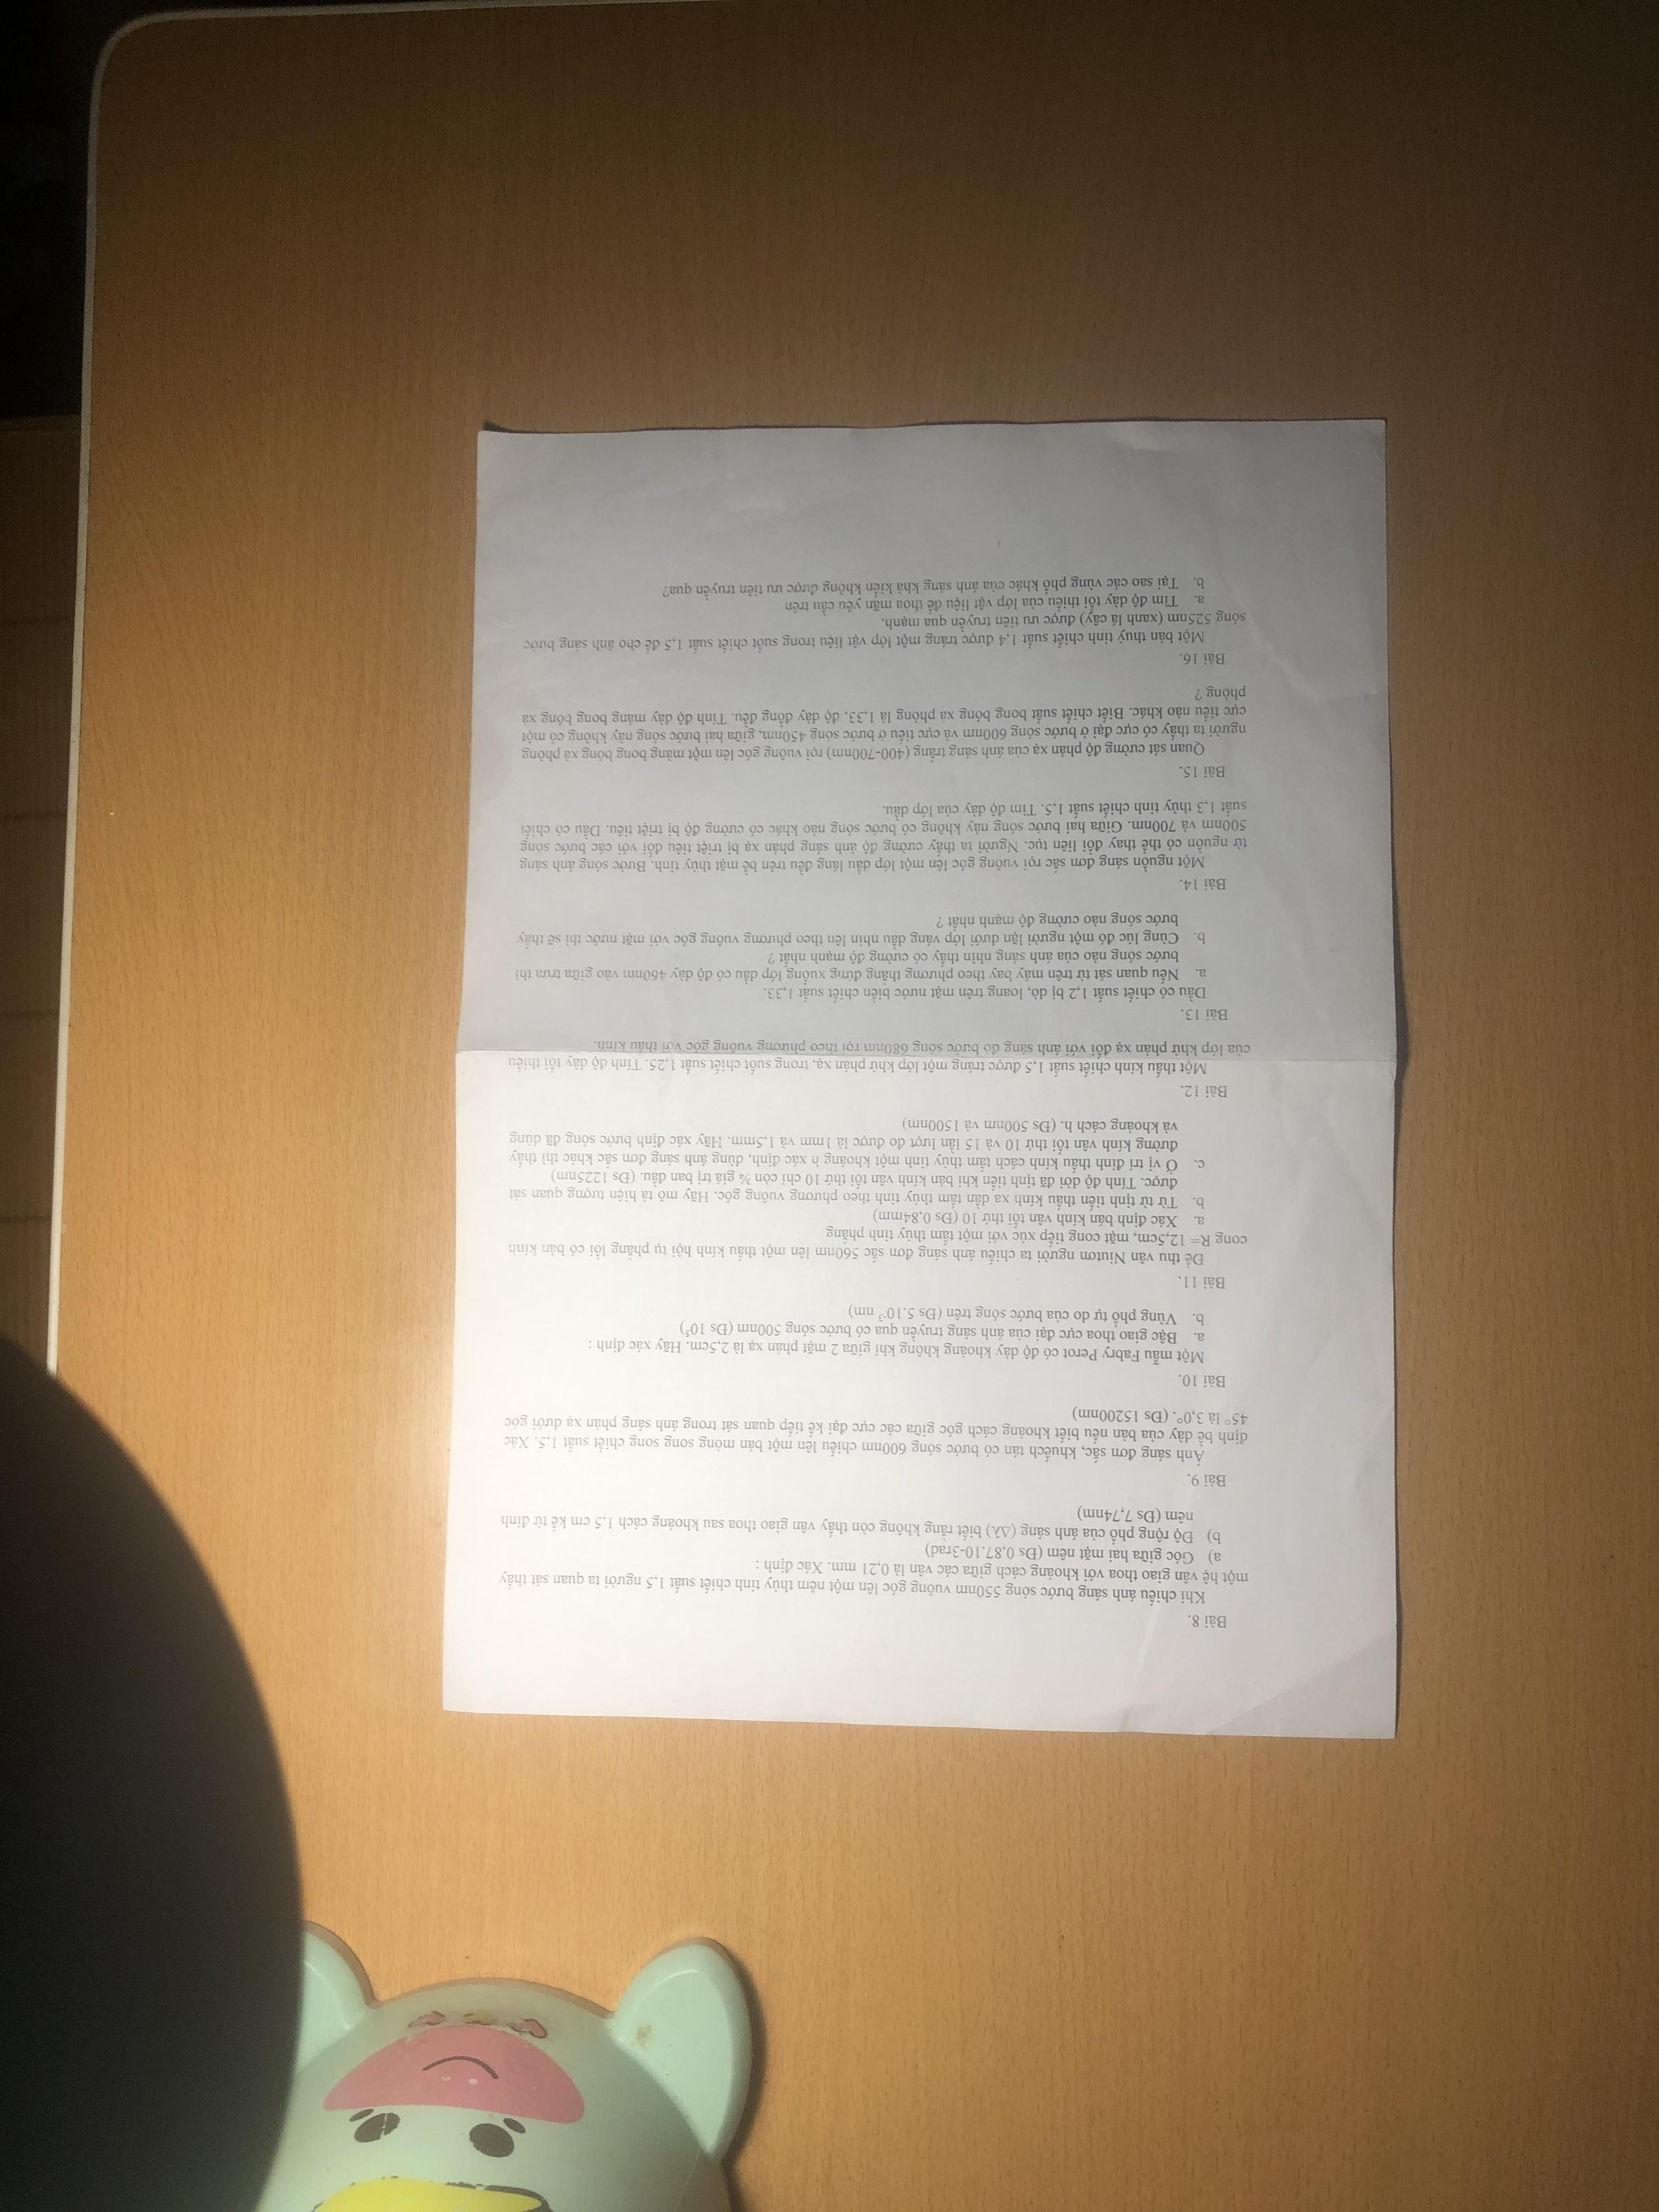 Bài 8.
Khi chiếu ánh sáng bước sóng 550nm vuông góc lên một nêm thủy tinh chiết suất 1,5 người ta quan sát thấy
một hệ vân giao thoa với khoảng cách giữa các vân là 0,21 mm. Xác định :
a) Góc giữa hai mặt nêm (Đs 0,87.10-3rad)
b) Độ rộng phổ của ánh sáng (Δλ) biết rằng không còn thấy vân giao thoa sau khoảng cách 1.5 cm kể từ đỉnh
nêm (Đs 7,74nm)
Bài 9.
Ánh sáng đơn sắc, khuếch tán có bước sóng 600nm chiếu lên một bản mỏng song song chiết suất 1,5. Xác
định bề dày của bản nếu biết khoảng cách góc giữa các cực đại kế tiếp quan sát trong ánh sáng phản xạ dưới góc
45° là 3,0°. (Đs 15200nm)
Bài 10.
Một mẫu Fabry Perot có độ dày khoảng không khí giữa 2 mặt phản xạ là 2,5cm. Hãy xác định :
a. Bậc giao thoa cực đại của ánh sáng truyền qua có bước sóng 500nm (Đs 10⁵)
b. Vùng phổ tự do của bước sóng trên (Đs 5.10⁻³ nm)
Bài 11.
Để thu vân Niutơn người ta chiếu ánh sáng đơn sắc 560nm lên một thấu kính hội tụ phẳng lồi có bán kính
cong R= 12,5cm, mặt cong tiếp xúc với một tấm thủy tinh phẳng
a. Xác định bán kính vân tối thứ 10 (Đs 0,84mm)
b. Từ từ tịnh tiến thấu kính xa dần tấm thủy tinh theo phương vuông góc. Hãy mô tả hiện tượng quan sát
được. Tính độ dời đã tịnh tiến khi bán kính vân tối thứ 10 chỉ còn ¾ giá trị ban đầu. (Đs 1225nm)
c. Ở vị trí đỉnh thấu kính cách tấm thủy tinh một khoảng h xác định, dùng ánh sáng đơn sắc khác thì thấy
đường kính vân tối thứ 10 và 15 lần lượt đo được là 1mm và 1.5mm. Hãy xác định bước sóng đã dùng
và khoảng cách h. (Đs 500nm và 1500nm)
Bài 12.
Một thấu kính chiết suất 1,5 được tráng một lớp khử phản xạ, trong suốt chiết suất 1,25. Tính độ dày tối thiểu
của lớp khử phản xạ đối với ánh sáng đỏ bước sóng 680nm rọi theo phương vuông góc với thấu kính.
Bài 13.
Dầu có chiết suất 1,2 bị dò, loang trên mặt nước biển chiết suất 1,33.
a. Nếu quan sát từ trên máy bay theo phương thẳng đứng xuống lớp dầu có độ dày 460nm vào giữa trưa thì
bước sóng nào của ánh sáng nhìn thấy có cường độ mạnh nhất ?
b. Cùng lúc đó một người lặn dưới lớp váng dầu nhìn lên theo phương vuông góc với mặt nước thì sẽ thấy
bước sóng nào cường độ mạnh nhất ?
Bài 14.
Một nguồn sáng đơn sắc rọi vuông góc lên một lớp dầu láng đều trên bề mặt thủy tinh. Bước sóng ánh sáng
từ nguồn có thể thay đổi liên tục. Người ta thấy cường độ ánh sáng phản xạ bị triệt tiêu đối với các bước sóng
500nm và 700nm. Giữa hai bước sóng này không có bước sóng nào khác có cường độ bị triệt tiêu. Dầu có chiết
suất 1,3 thủy tinh chiết suất 1,5. Tìm độ dày của lớp dầu.
Bài 15.
Quan sát cường độ phản xạ của ánh sáng trắng (400-700nm) rọi vuông góc lên một màng bong bóng xà phòng
người ta thấy có cực đại ở bước sóng 600nm và cực tiểu ở bước sóng 450nm, giữa hai bước sóng này không có một
cực tiểu nào khác. Biết chiết suất bong bóng xà phòng là 1,33, độ dày đồng đều. Tính độ dày màng bong bóng xà
phòng ?
Bài 16.
Một bản thuỷ tinh chiết suất 1,4 được tráng một lớp vật liệu trong suốt chiết suất 1,5 để cho ánh sáng bước
sóng 525nm (xanh lá cây) được ưu tiên truyền qua mạnh.
a. Tìm độ dày tối thiểu của lớp vật liệu để thỏa mãn yêu cầu trên
b. Tại sao các vùng phổ khác của ánh sáng khả kiến không được ưu tiên truyền qua?